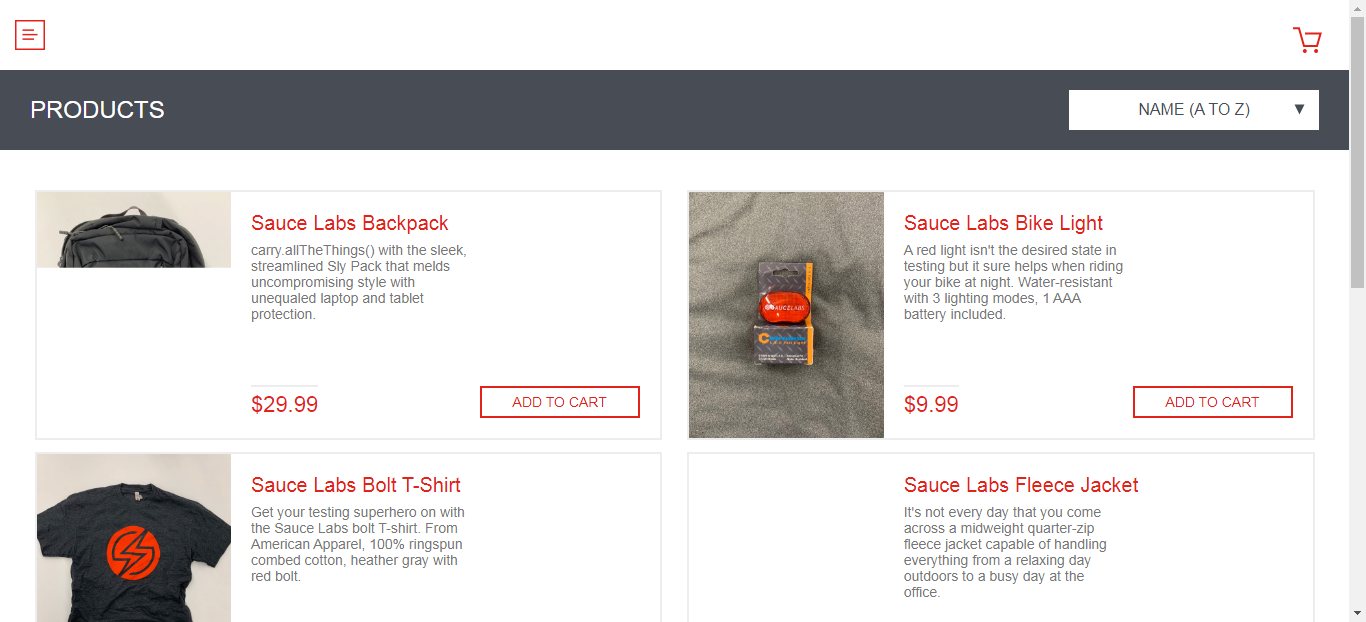 PRODUCTS
NAME (A TO Z)
Sauce Labs Backpack
carry.allTheThings() with the sleek,
streamlined Sly Pack that melds
uncompromising style with
unequaled laptop and tablet
protection.
$29.99
ADD TO CART
Sauce Labs Bike Light
A red light isn't the desired state in
testing but it sure helps when riding
your bike at night. Water-resistant
with 3 lighting modes, 1 AAA
battery included.
$9.99
ADD TO CART
SAUCELABS
Sauce Labs Bolt T-Shirt
Get your testing superhero on with
the Sauce Labs bolt T-shirt. From
American Apparel, 100% ringspun
combed cotton, heather gray with
red bolt.
Sauce Labs Fleece Jacket
It's not every day that you come
across a midweight quarter-zip
fleece jacket capable of handling
everything from a relaxing day
outdoors to a busy day at the
office.